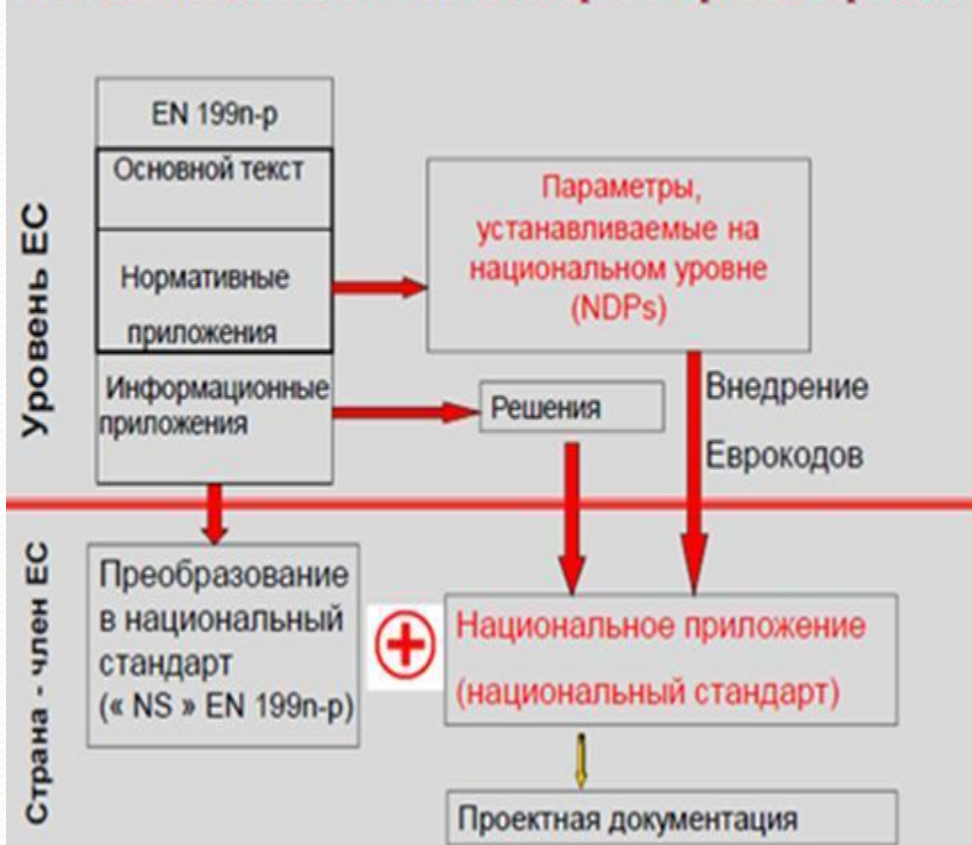 EN 199n-p
Основной текст
Нормативные
приложения
Информационные
приложения
Параметры,
устанавливаемые на
национальном уровне
(NDPs)
Решения
Внедрение
Еврокодов
Уровень ЕС
Страна - член ЕС
Преобразование
в национальный
стандарт
(« NS » EN 199n-p)
Национальное приложение
(национальный стандарт)
Проектная документация